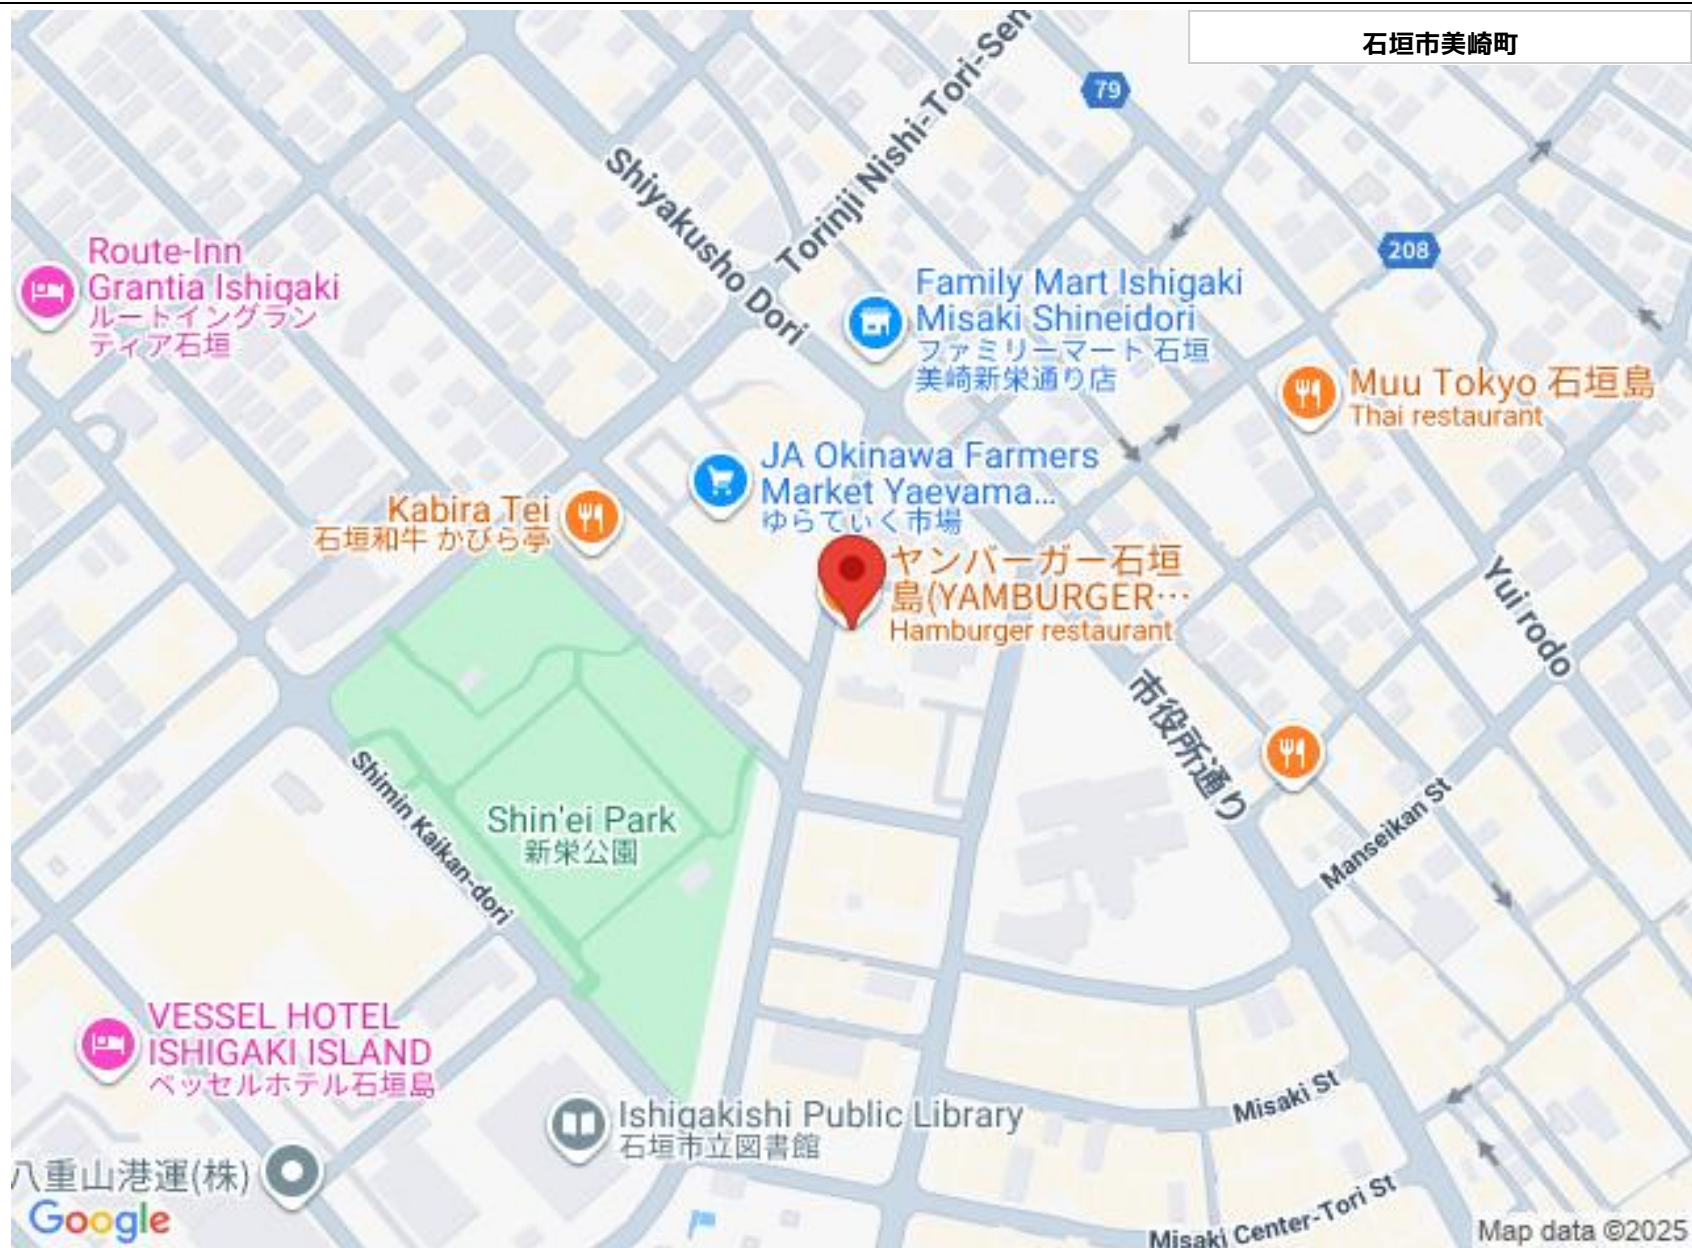 石垣市美崎町
79
Torinji Nishi-Tori-Sen
Shiyakusho Dori
208
Route-Inn
Grantia Ishigaki
ルートイングラン
ティア石垣
Family Mart Ishigaki
Misaki Shineidori
ファミリーマート 石垣
美崎新栄通り店
Muu Tokyo 石垣島
Thai restaurant
JA Okinawa Farmers
Market Yaeyama...
ゆらてぃく市場
Kabira Tei
石垣和牛 かびら亭
ヤンバーガー石垣
島(YAMBURGER…
Hamburger restaurant
Yui rodo
市役所通り
Shimin Kaikan-dori
Shin'ei Park
新栄公園
Manseikan St
VESSEL HOTEL
ISHIGAKI ISLAND
ベッセルホテル石垣島
Misaki St
Ishigakishi Public Library
石垣市立図書館
八重山港運(株)
Google
Misaki Center-Tori St
Map data ©2025